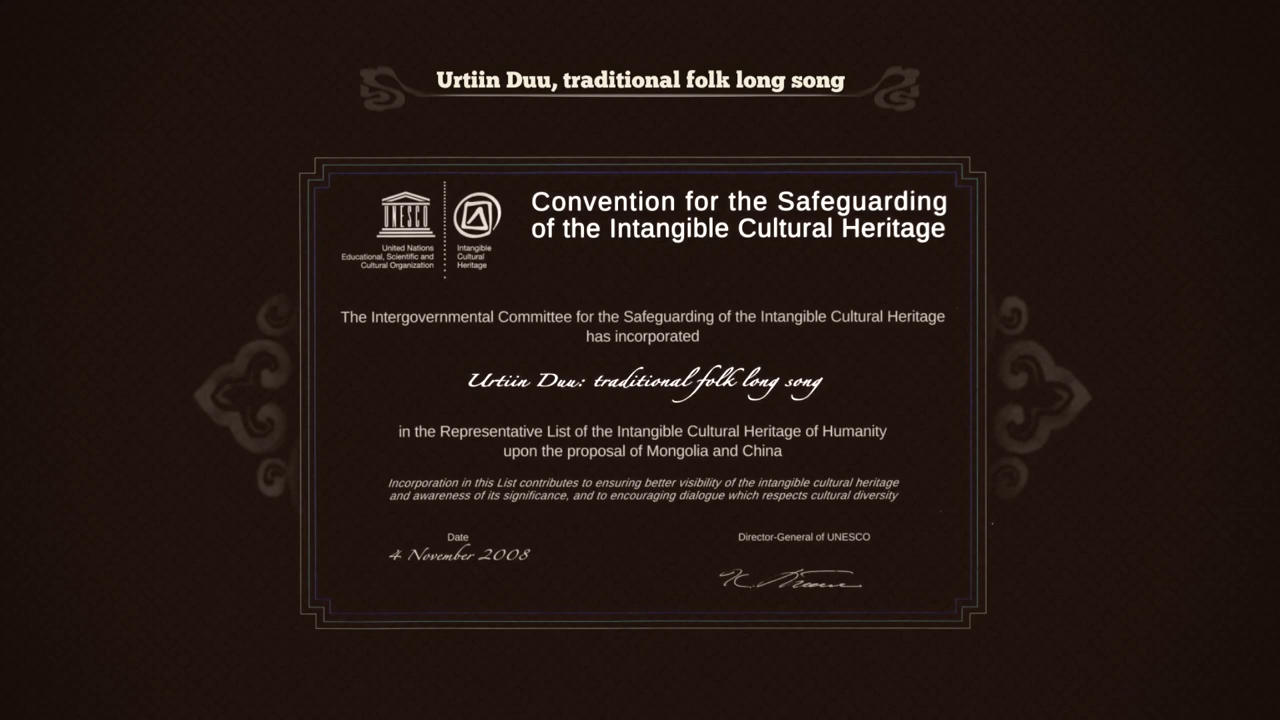 Urtiin Duu, traditional folk long song
UNESCO
United Nations
Educational, Scientific and
Cultural Organization
Intangible
Cultural
Heritage
Convention for the Safeguarding
of the Intangible Cultural Heritage
The Intergovernmental Committee for the Safeguarding of the Intangible Cultural Heritage
has incorporated
Urtiin Duu: traditional folk long song
in the Representative List of the Intangible Cultural Heritage of Humanity
upon the proposal of Mongolia and China
Incorporation in this List contributes to ensuring better visibility of the intangible cultural heritage
and awareness of its significance, and to encouraging dialogue which respects cultural diversity
Date
4 November 2008
Director-General of UNESCO